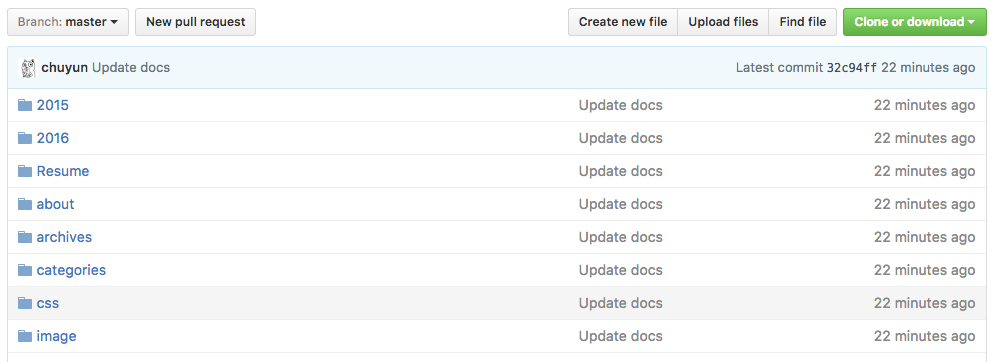 Branch: master New pull request Create new file Upload files Find file Clone or download
chuyun Update docs Latest commit 32c94ff 22 minutes ago
2015 Update docs 22 minutes ago
2016 Update docs 22 minutes ago
Resume Update docs 22 minutes ago
about Update docs 22 minutes ago
archives Update docs 22 minutes ago
categories Update docs 22 minutes ago
css Update docs 22 minutes ago
image Update docs 22 minutes ago